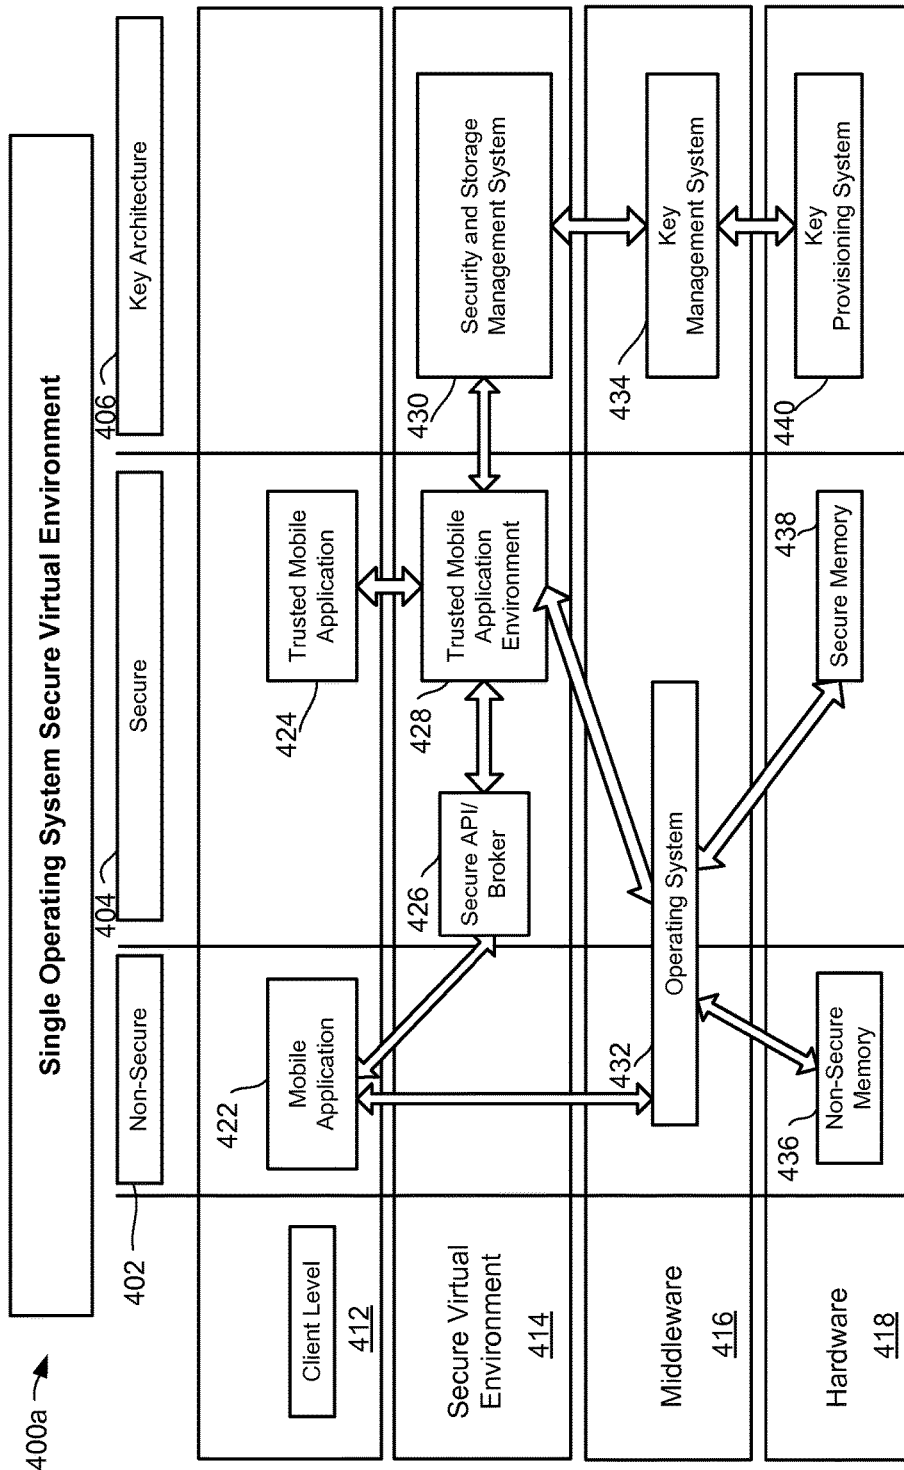 400a
Single Operating System Secure Virtual Environment
402
Non-Secure
404
Secure
406
Key Architecture
Client Level
412
422
Mobile
Application
424
Trusted Mobile
Application
Secure Virtual
Environment
414
426
Secure API/
Broker
428
Trusted Mobile
Application
Environment
430
Security and Storage
Management System
Middleware
416
432
Operating System
434
Key
Management System
Hardware
418
436
Non-Secure
Memory
438
Secure Memory
440
Key
Provisioning System